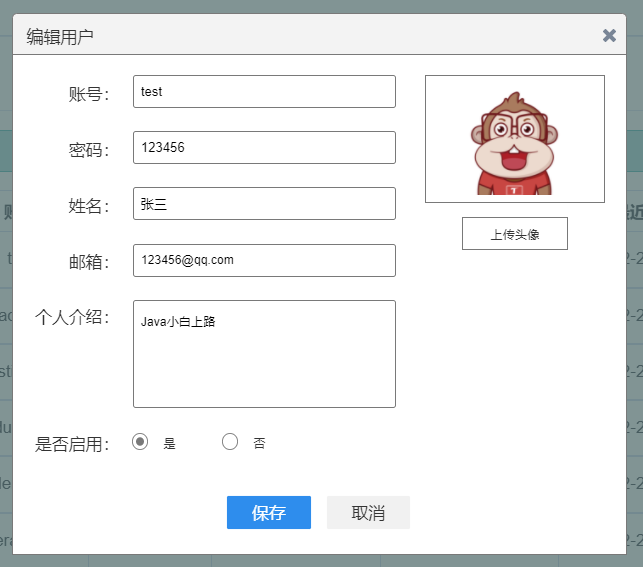 编辑用户
账号： test
密码： 123456
姓名： 张三
邮箱： 123456@qq.com
个人介绍： Java小白上路
是否启用： 是 否
T
上传头像
保存 取消